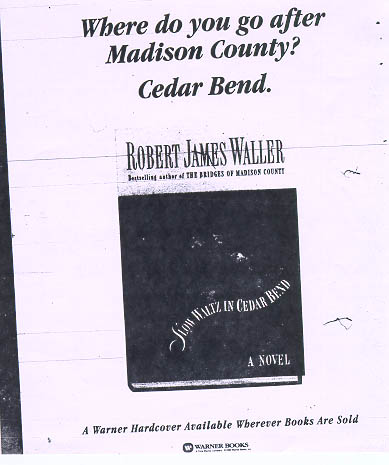 Where do you go after
Madison County?
Cedar Bend.
ROBERT JAMES WALLER
Bestselling author of THE BRIDGES OF MADISON COUNTY
SLOW WALTZ IN CEDAR BEND
A NOVEL
A Warner Hardcover Available Wherever Books Are Sold
WARNER BOOKS